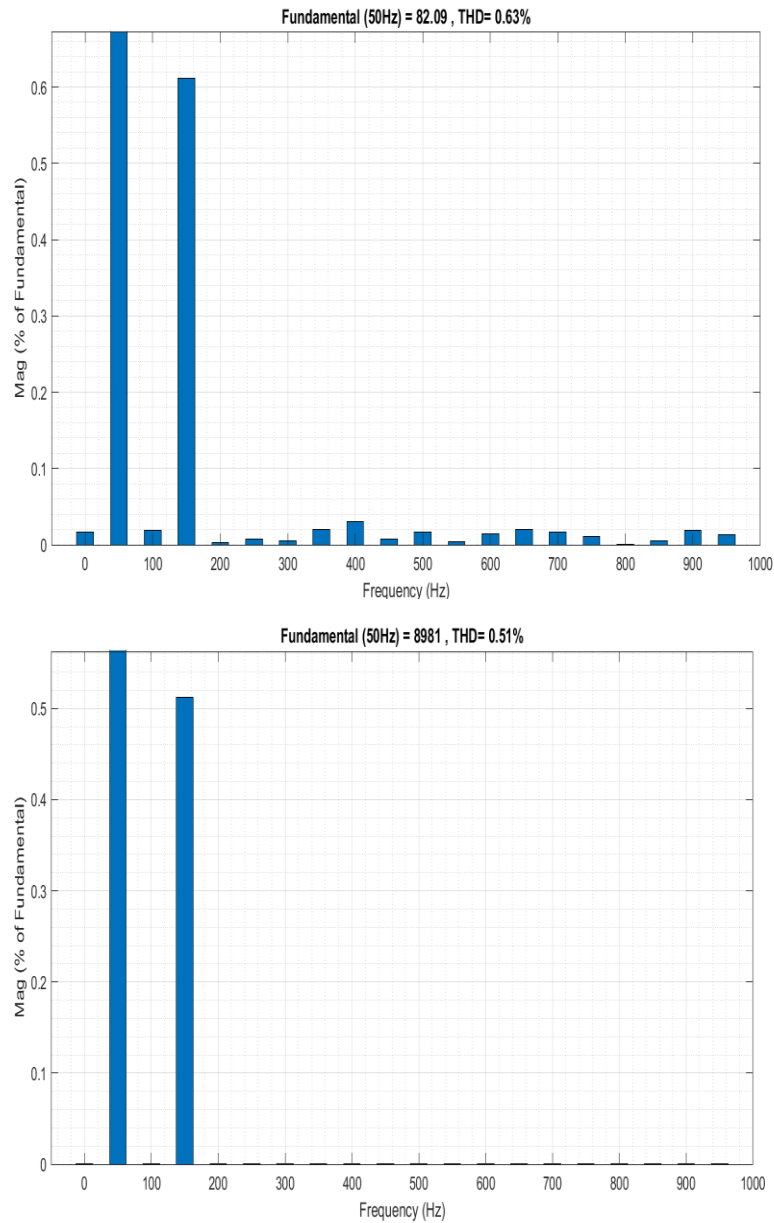 Fundamental (50Hz) = 82.09 , THD= 0.63%
0.6
0.5
0.4
0.3
0.2
0.1
0
Mag (% of Fundamental)
0 100 200 300 400 500 600 700 800 900 1000
Frequency (Hz)
Fundamental (50Hz) = 8981 , THD= 0.51%
0.5
0.4
0.3
0.2
0.1
0
Mag (% of Fundamental)
0 100 200 300 400 500 600 700 800 900 1000
Frequency (Hz)